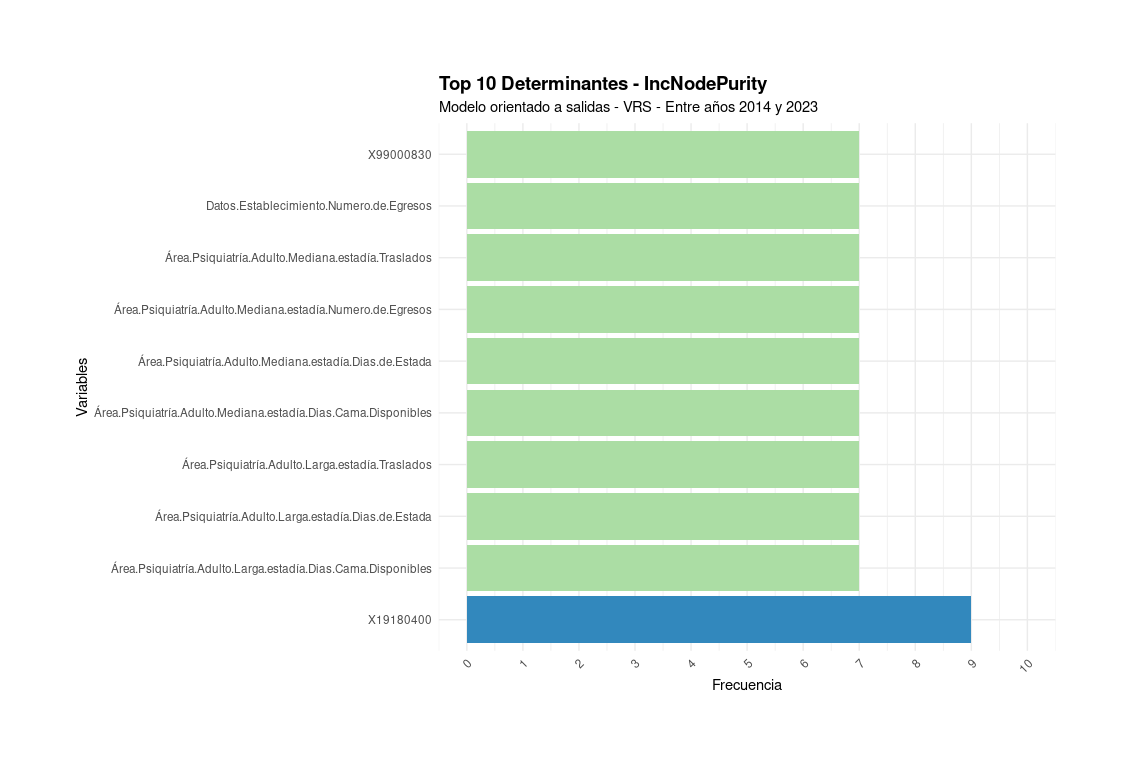 Top 10 Determinantes - IncNodePurity
Modelo orientado a salidas - VRS - Entre años 2014 y 2023
Variables
X99000830
Datos.Establecimiento.Numero.de.Egresos
Área.Psiquiatría.Adulto.Mediana.estadía.Traslados
Área.Psiquiatría.Adulto.Mediana.estadía.Numero.de.Egresos
Área.Psiquiatría.Adulto.Mediana.estadía.Dias.de.Estada
Área.Psiquiatría.Adulto.Mediana.estadía.Dias.Cama.Disponibles
Área.Psiquiatría.Adulto.Larga.estadía.Traslados
Área.Psiquiatría.Adulto.Larga.estadía.Dias.de.Estada
Área.Psiquiatría.Adulto.Larga.estadía.Dias.Cama.Disponibles
X19180400
0 1 2 3 4 5 6 7 8 9 10
Frecuencia